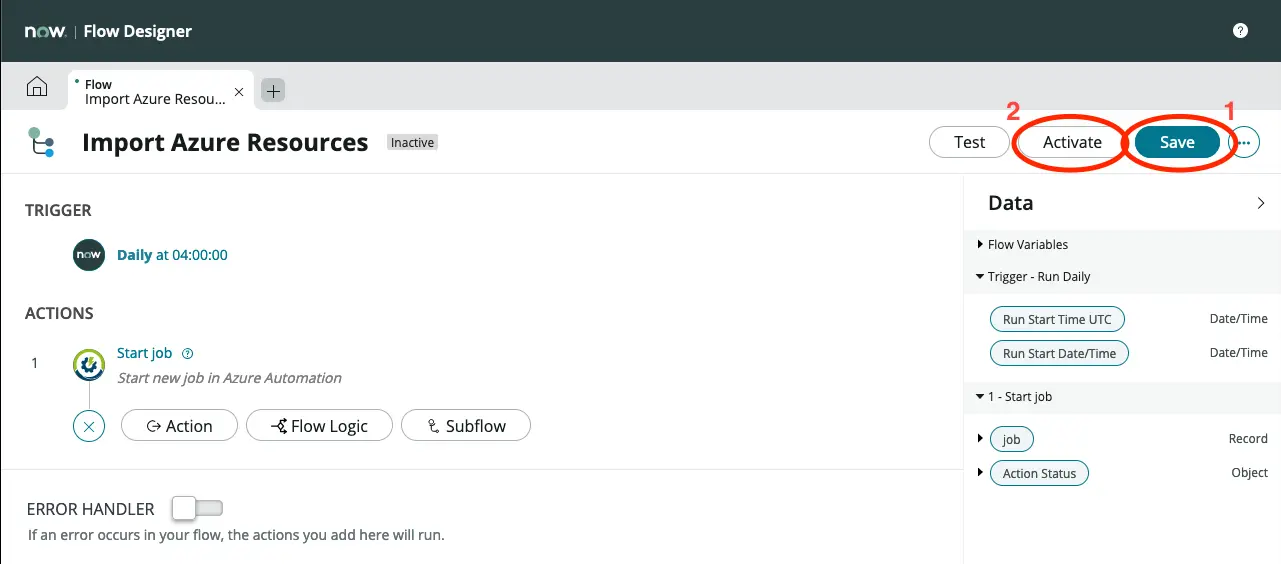 now. | Flow Designer
?
Flow
Import Azure Resou...
Import Azure Resources
Inactive
2
1
Test
Activate
Save
...
TRIGGER
now
Daily at 04:00:00
ACTIONS
1
Start job ?
Start new job in Azure Automation
Action
Flow Logic
Subflow
ERROR HANDLER
If an error occurs in your flow, the actions you add here will run.
Data
Flow Variables
Trigger - Run Daily
Run Start Time UTC Date/Time
Run Start Date/Time Date/Time
1 - Start job
job Record
Action Status Object